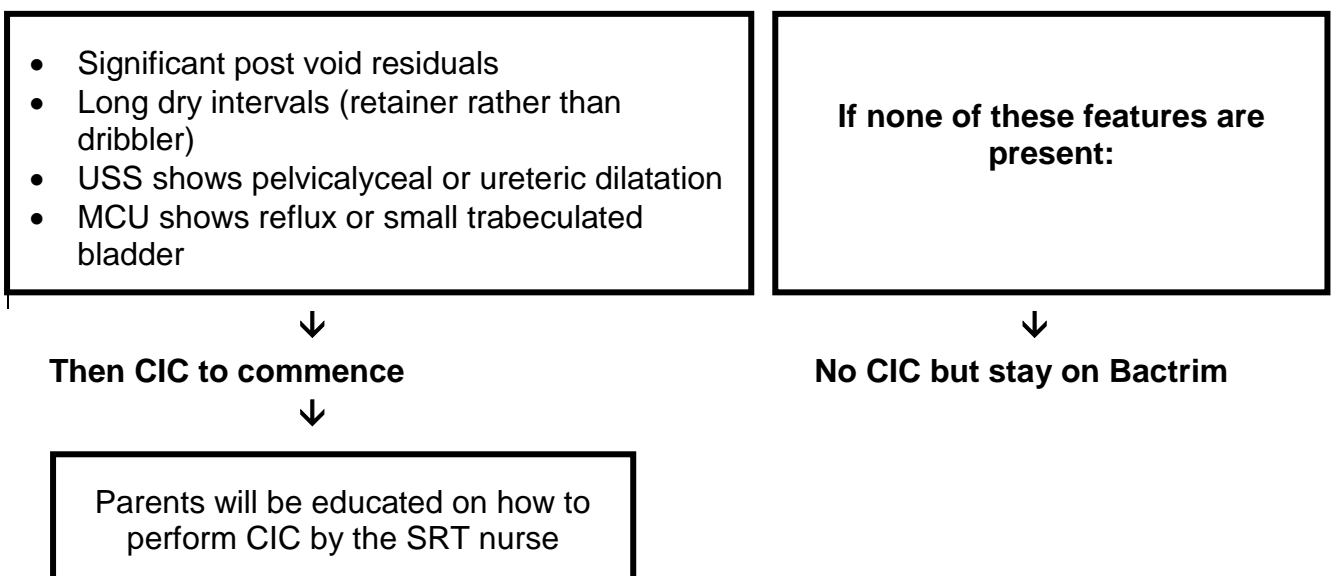 • Significant post void residuals
• Long dry intervals (retainer rather than
dribbler)
• USS shows pelvicalyceal or ureteric dilatation
• MCU shows reflux or small trabeculated
bladder
If none of these features are
present:
↓
Then CIC to commence
↓
↓
No CIC but stay on Bactrim
Parents will be educated on how to
perform CIC by the SRT nurse